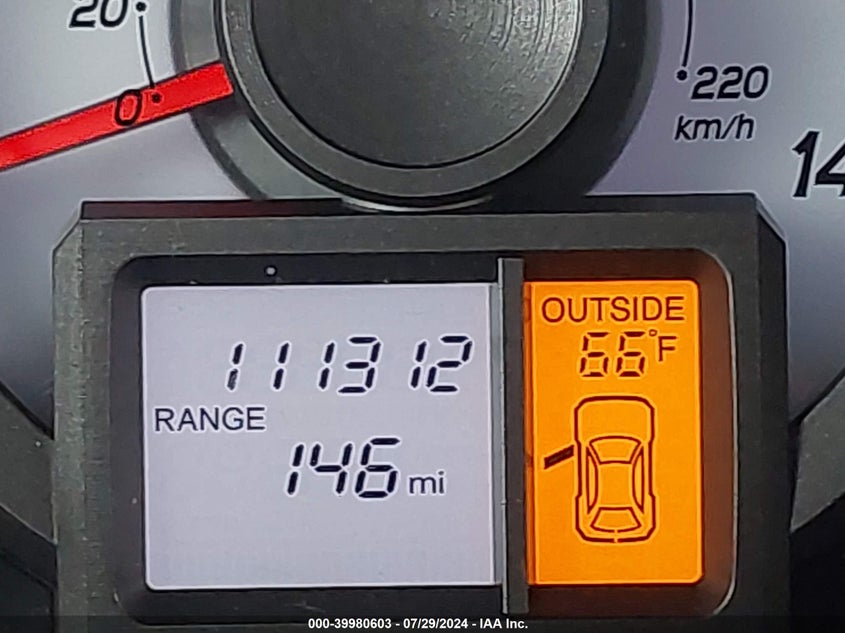 20
0
220
km/h
14
111312
RANGE
146 mi
OUTSIDE
66°F
000-39980603 - 07/29/2024 - IAA Inc.